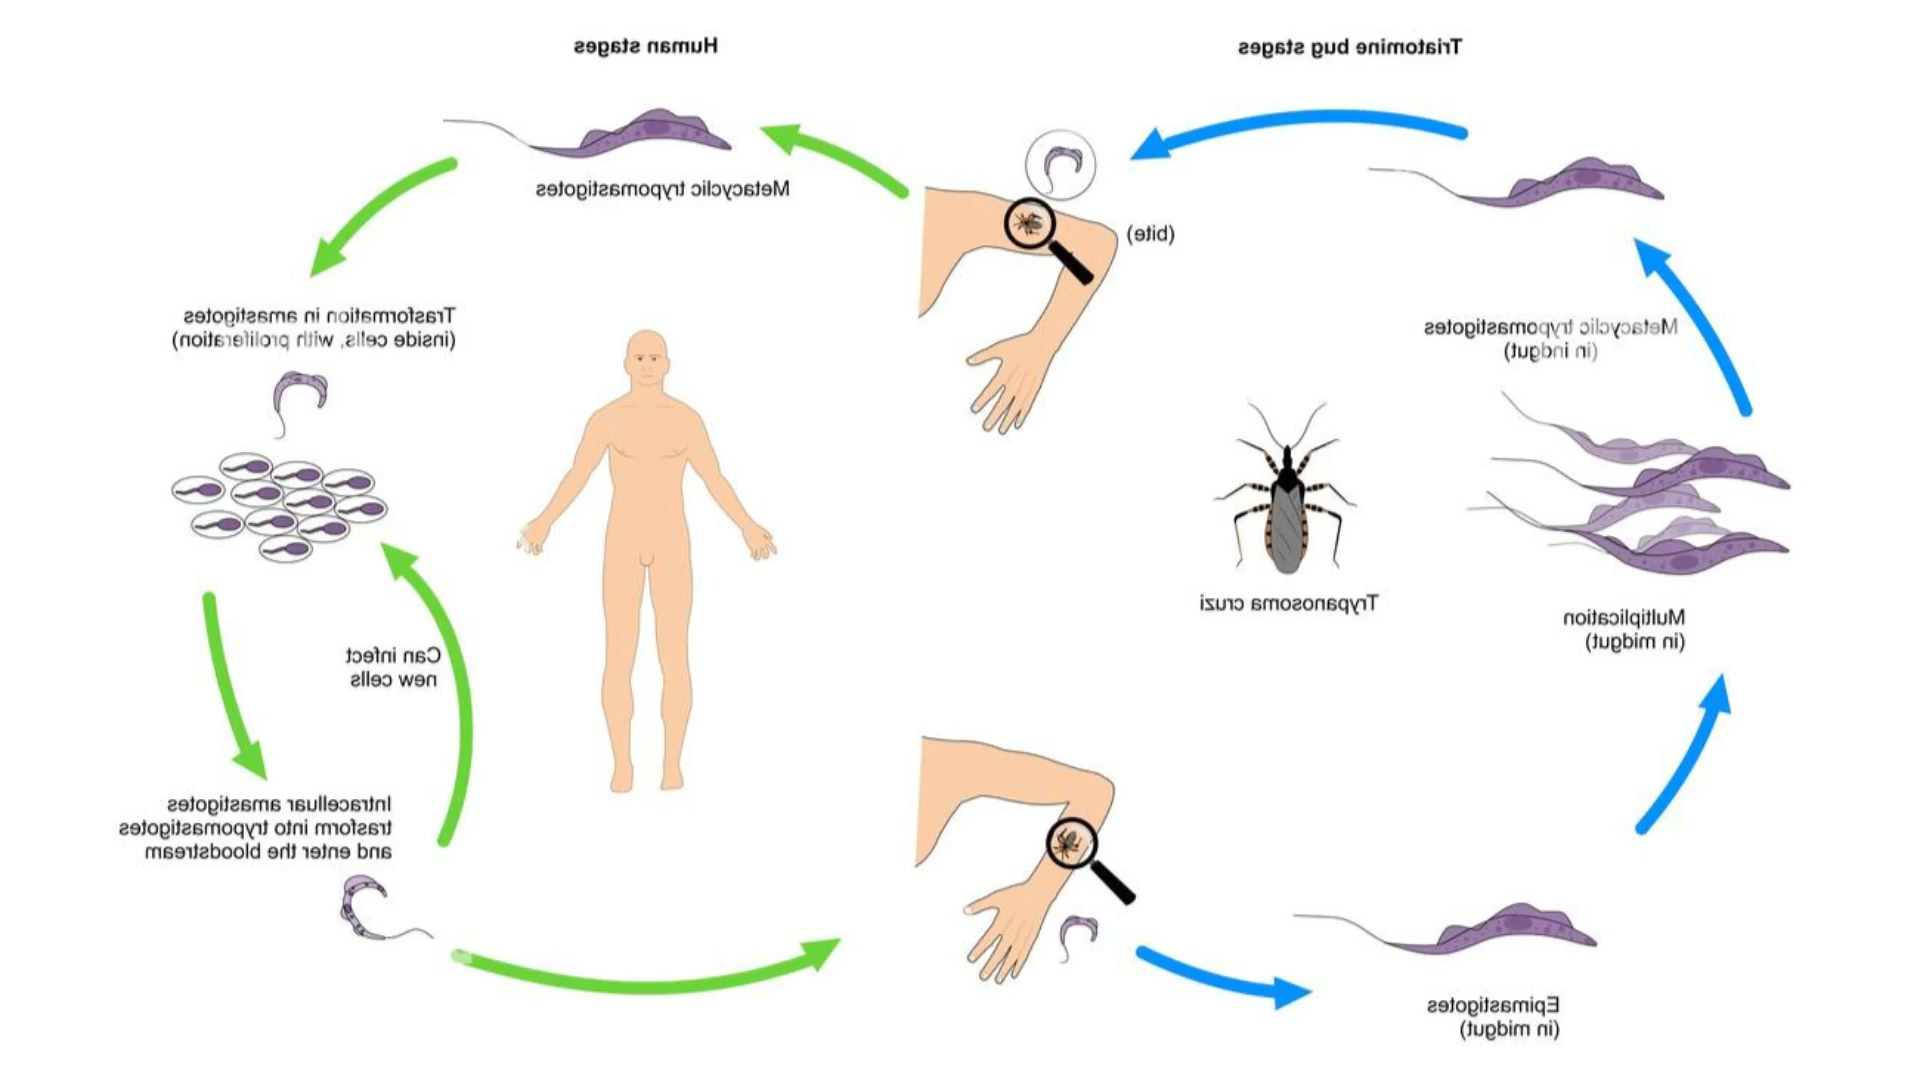 Human stages
Triatomine bug stages
Metacyclic trypomastigotes
(bite)
Trasformation in amastigotes
(inside cells, with proliferation)
Metacyclic trypomastigotes
(in indgut)
Trypanosoma cruzi
Multiplication
(in midgut)
Can infect
new cells
Intracelluar amastigotes
trasform into trypomastigotes
and enter the bloodstream
Epimastigotes
(in midgut)